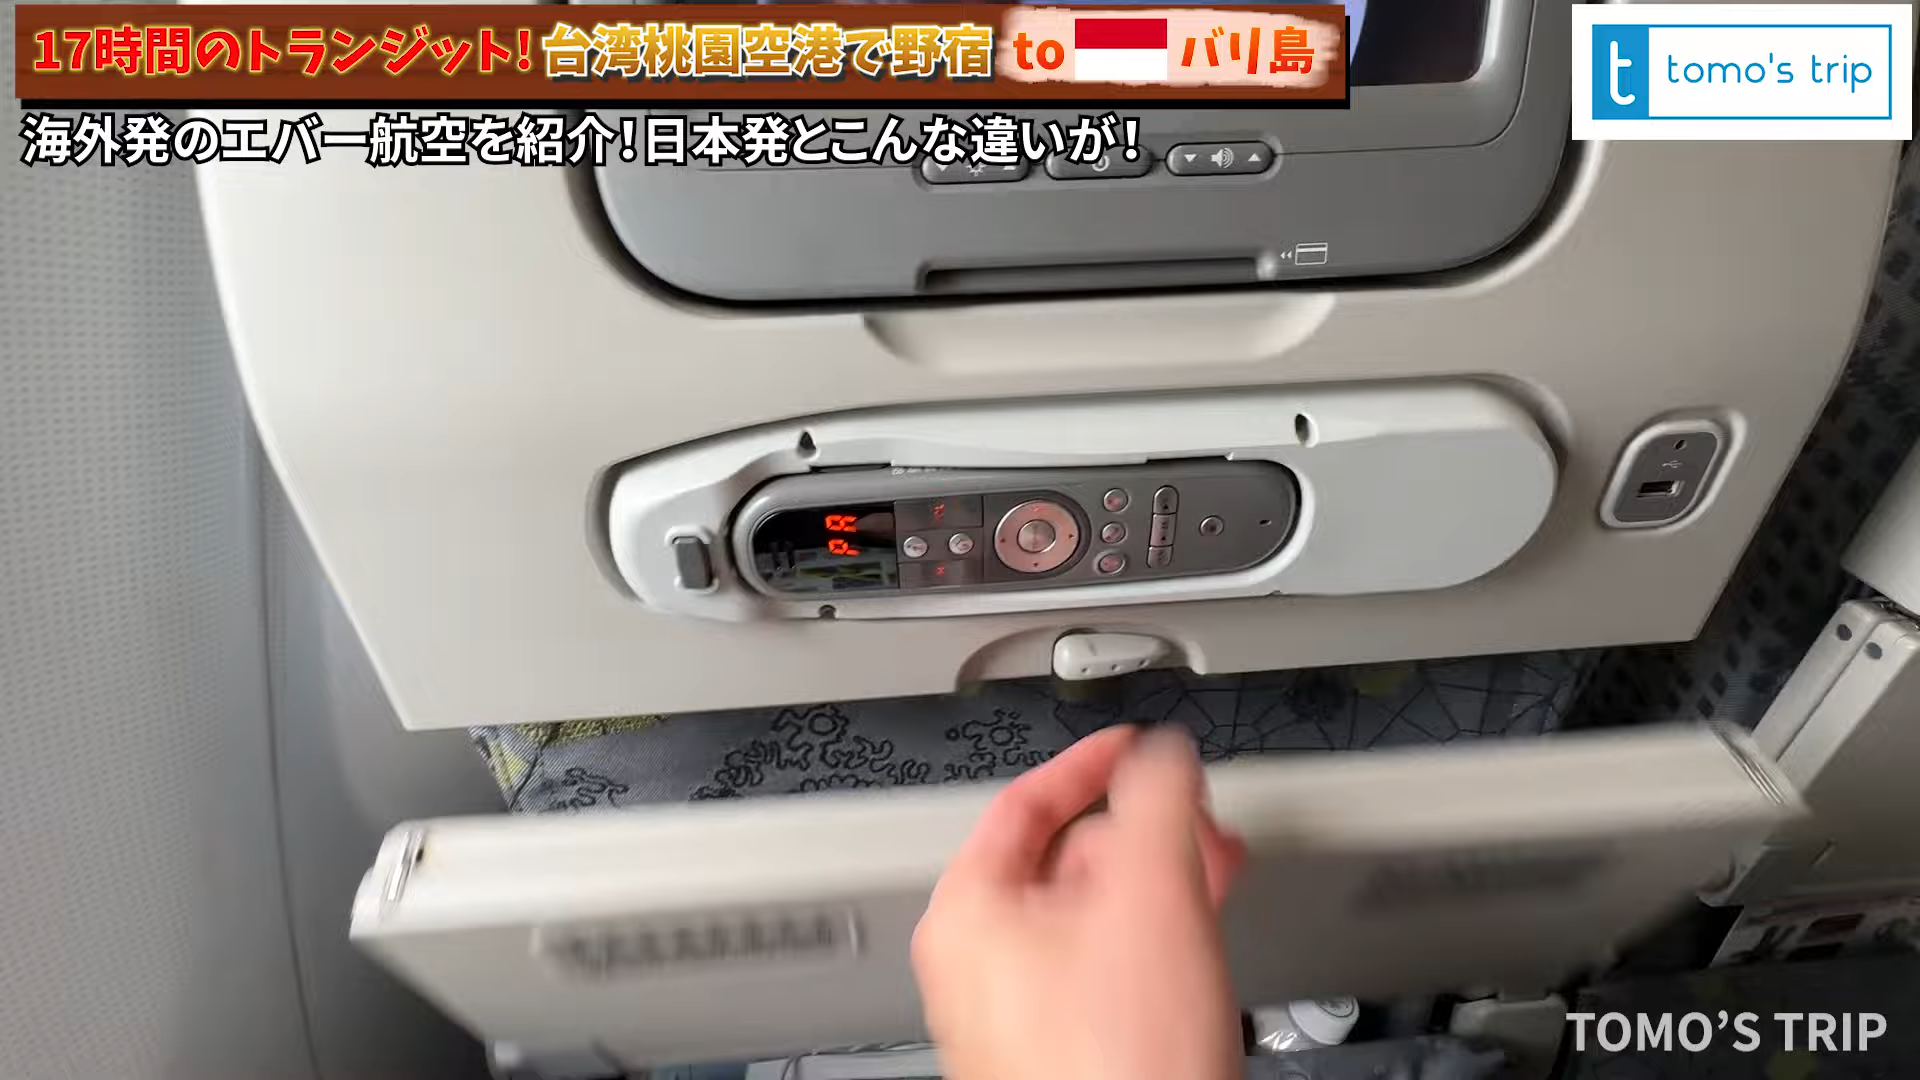 17時間のトランジット!台湾桃園空港で野宿 to バリ島
t tomo's trip
海外発のエバー航空を紹介!日本発とこんな違いが!
TOMO'S TRIP